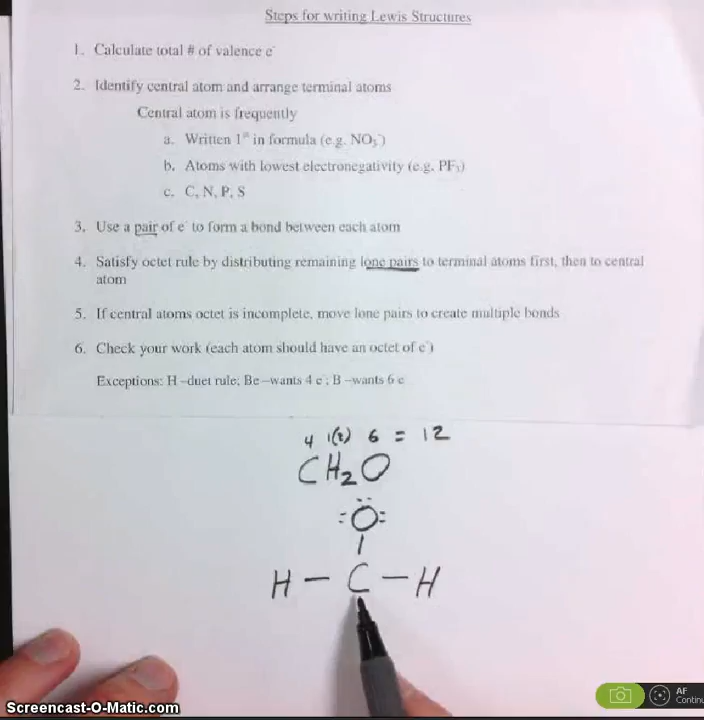 Steps for writing Lewis Structures
1. Calculate total # of valence e⁻
2. Identify central atom and arrange terminal atoms
Central atom is frequently
a. Written 1st in formula (e.g. NO₃⁻)
b. Atoms with lowest electronegativity (e.g. PF₃)
c. C, N, P, S
3. Use a pair of e⁻ to form a bond between each atom
4. Satisfy octet rule by distributing remaining lone pairs to terminal atoms first, then to central
atom
5. If central atoms octet is incomplete, move lone pairs to create multiple bonds
6. Check your work (each atom should have an octet of e⁻)
Exceptions: H –duet rule; Be –wants 4 e⁻; B –wants 6 e⁻
4 1(2) 6 = 12
CH₂O
O
H – C – H
Screencast-O-Matic.com
AF
Continu